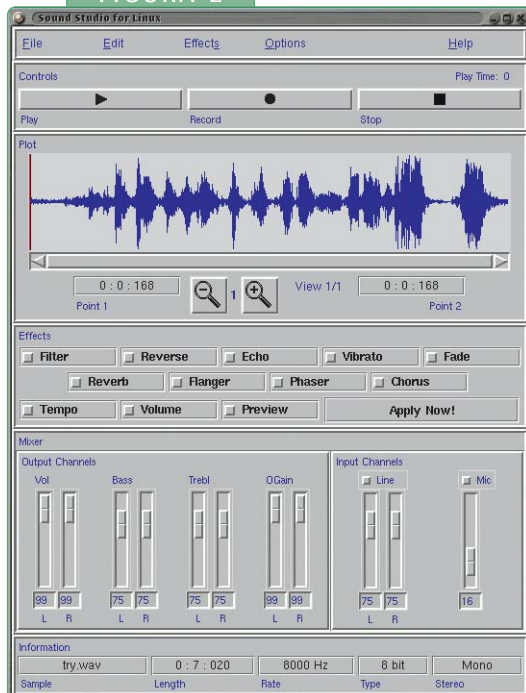 Sound Studio for Linux
File Edit Effects Options Help
Controls Play Time: 0
Play Record Stop
Plot
0 : 0 : 168 1 View 1/1 0 : 0 : 168
Point 1 Point 2
Effects
Filter Reverse Echo Vibrato Fade
Reverb Flanger Phaser Chorus
Tempo Volume Preview Apply Now!
Mixer
Output Channels Input Channels
Vol Bass Trebl OGain Line Mic
99 99 75 75 75 75 99 99 75 75 16
L R L R L R L R L R
Information
try.wav 0 : 7 : 020 8000 Hz 8 bit Mono
Sample Length Rate Type Stereo